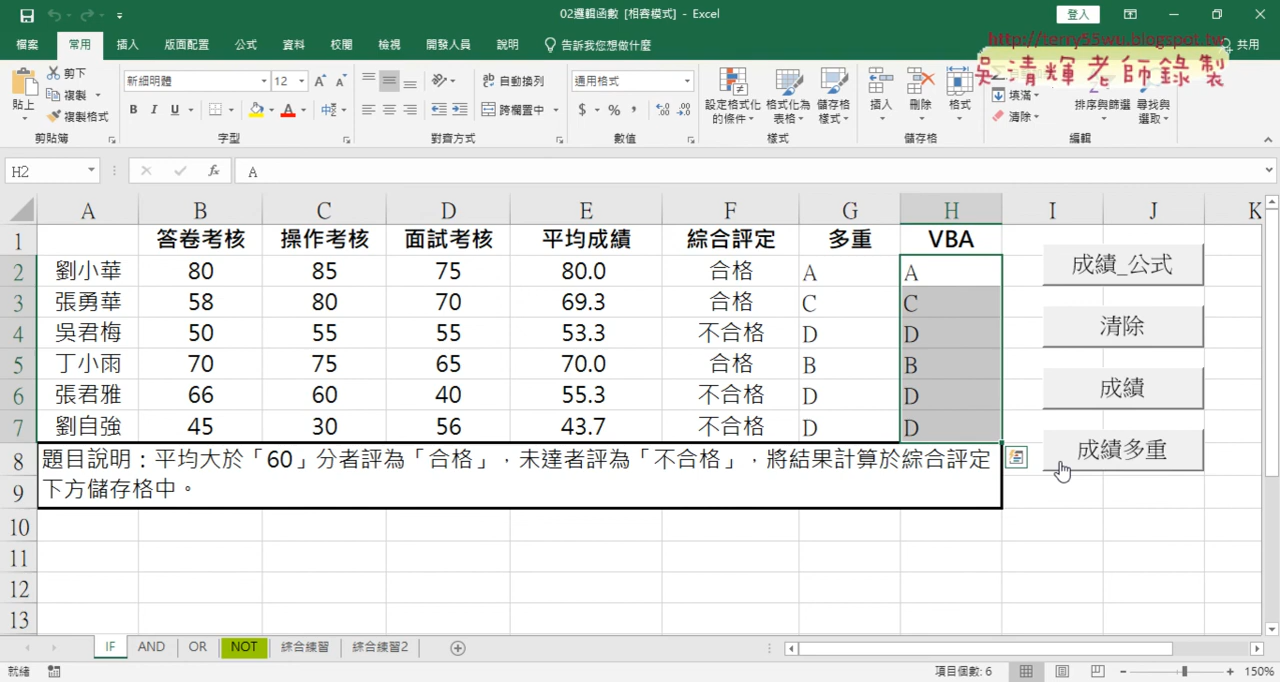 02邏輯函數 [相容模式] - Excel
登入
檔案 常用 插入 版面配置 公式 資料 校閱 檢視 開發人員 說明 告訴我您想做什麼 共用
http://terry55wu.blogspot.tw
吳清輝老師錄製
貼上
剪下
複製
複製格式
剪貼簿
新細明體 12
B I U
字型
自動換列
跨欄置中
對齊方式
通用格式
$ % ,
數值
設定格式化的條件
格式化為表格
儲存格樣式
樣式
插入 刪除 格式
儲存格
填滿
清除
排序與篩選
尋找與選取
編輯
H2 fx A
A B C D E F G H I J K
1 答卷考核 操作考核 面試考核 平均成績 綜合評定 多重 VBA
2 劉小華 80 85 75 80.0 合格 A A
3 張勇華 58 80 70 69.3 合格 C C
4 吳君梅 50 55 55 53.3 不合格 D D
5 丁小雨 70 75 65 70.0 合格 B B
6 張君雅 66 60 40 55.3 不合格 D D
7 劉自強 45 30 56 43.7 不合格 D D
8 題目說明：平均大於「60」分者評為「合格」，未達者評為「不合格」，將結果計算於綜合評定
9 下方儲存格中。
10
11
12
13
成績_公式
清除
成績
成績多重
IF AND OR NOT 綜合練習 綜合練習2
就緒 項目個數: 6 150%